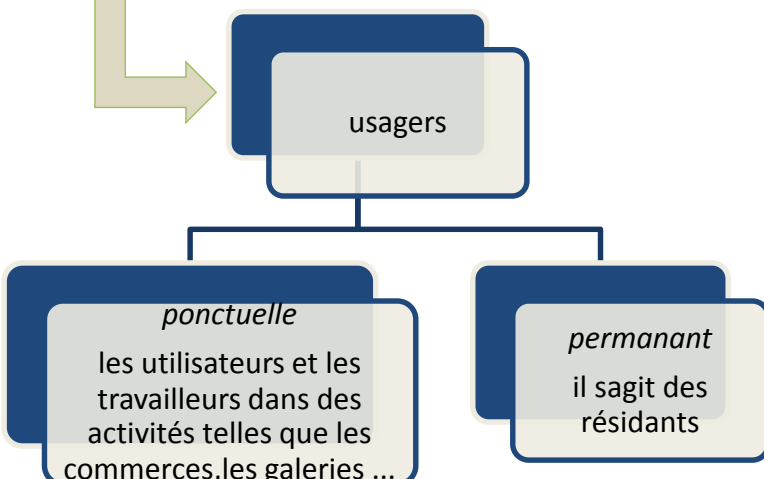 usagers
ponctuelle
les utilisateurs et les
travailleurs dans des
activités telles que les
commerces,les galeries ...
permanant
il sagit des
résidants